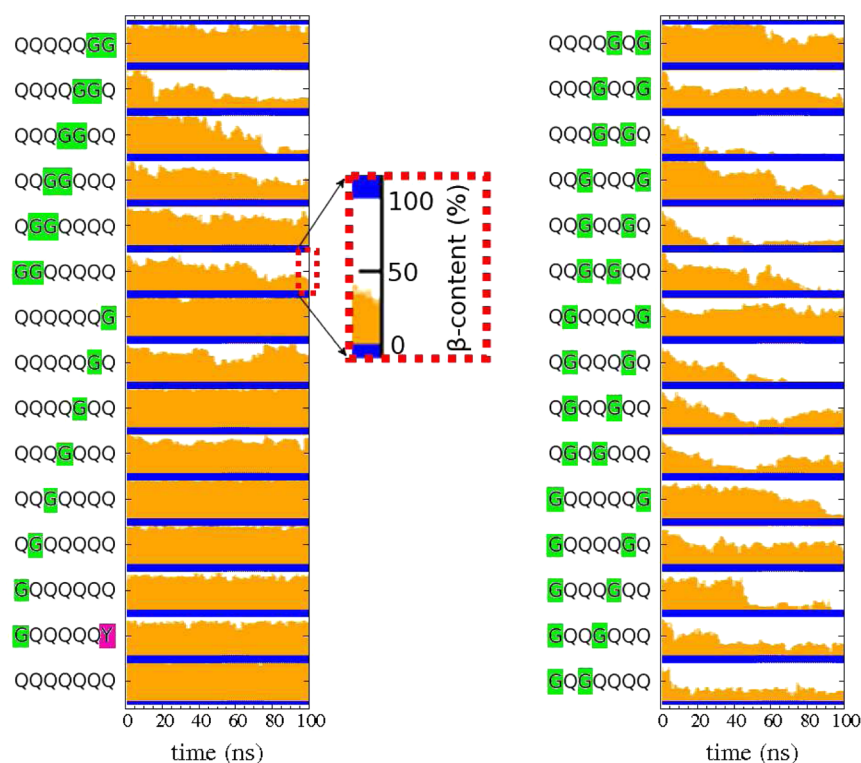 QQQQQGG
QQQQGGQ
QQQGGQQ
QQGGQQQ
QGGQQQQ
GGQQQQQ
QQQQQQG
QQQQQGQ
QQQQGQQ
QQQGQQQ
QQGQQQQ
QGQQQQQ
GQQQQQQ
GQQQQQY
QQQQQQQ
0 20 40 60 80 100
time (ns)
100
50
0
β-content (%)
QQQQGQG
QQQGQQG
QQQGQGQ
QQGQQQG
QQGQQGQ
QQGQGQQ
QGQQQQG
QGQQQGQ
QGQQGQQ
QGQGQQQ
GQQQQQG
GQQQQGQ
GQQQGQQ
GQQGQQQ
GQGQQQQ
0 20 40 60 80 100
time (ns)